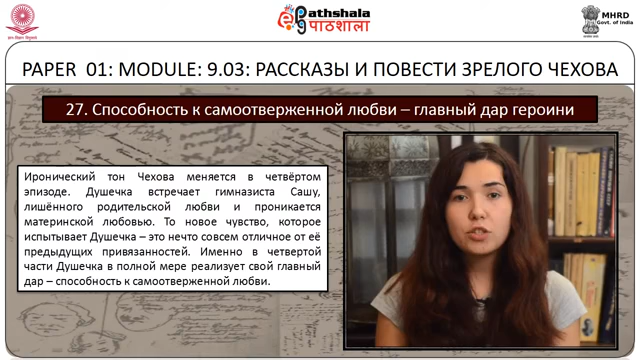 Pathshala
पाठशाला
MHRD
Govt. of India
PAPER 01: MODULE: 9.03: РАССКАЗЫ И ПОВЕСТИ ЗРЕЛОГО ЧЕХОВА
27. Способность к самоотверженной любви – главный дар героини
Иронический тон Чехова меняется в четвёртом
эпизоде. Душечка встречает гимназиста Сашу,
лишённого родительской любви и проникается
материнской любовью. То новое чувство, которое
испытывает Душечка – это нечто совсем отличное от её
предыдущих привязанностей. Именно в четвертой
части Душечка в полной мере реализует свой главный
дар – способность к самоотверженной любви.